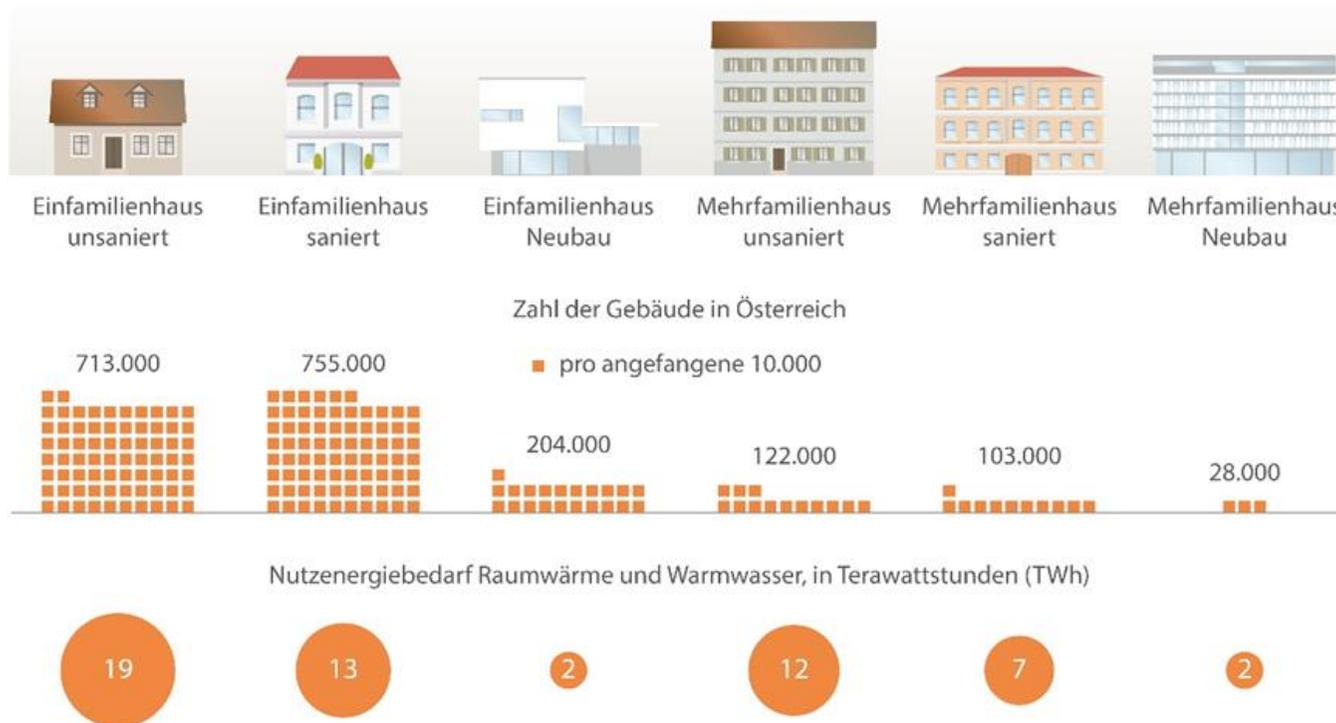 Einfamilienhaus
unsaniert
Einfamilienhaus
saniert
Einfamilienhaus
Neubau
Mehrfamilienhaus
unsaniert
Mehrfamilienhaus
saniert
Mehrfamilienhaus
Neubau
Zahl der Gebäude in Österreich
pro angefangene 10.000
713.000
755.000
204.000
122.000
103.000
28.000
Nutzenergiebedarf Raumwärme und Warmwasser, in Terawattstunden (TWh)
19
13
2
12
7
2